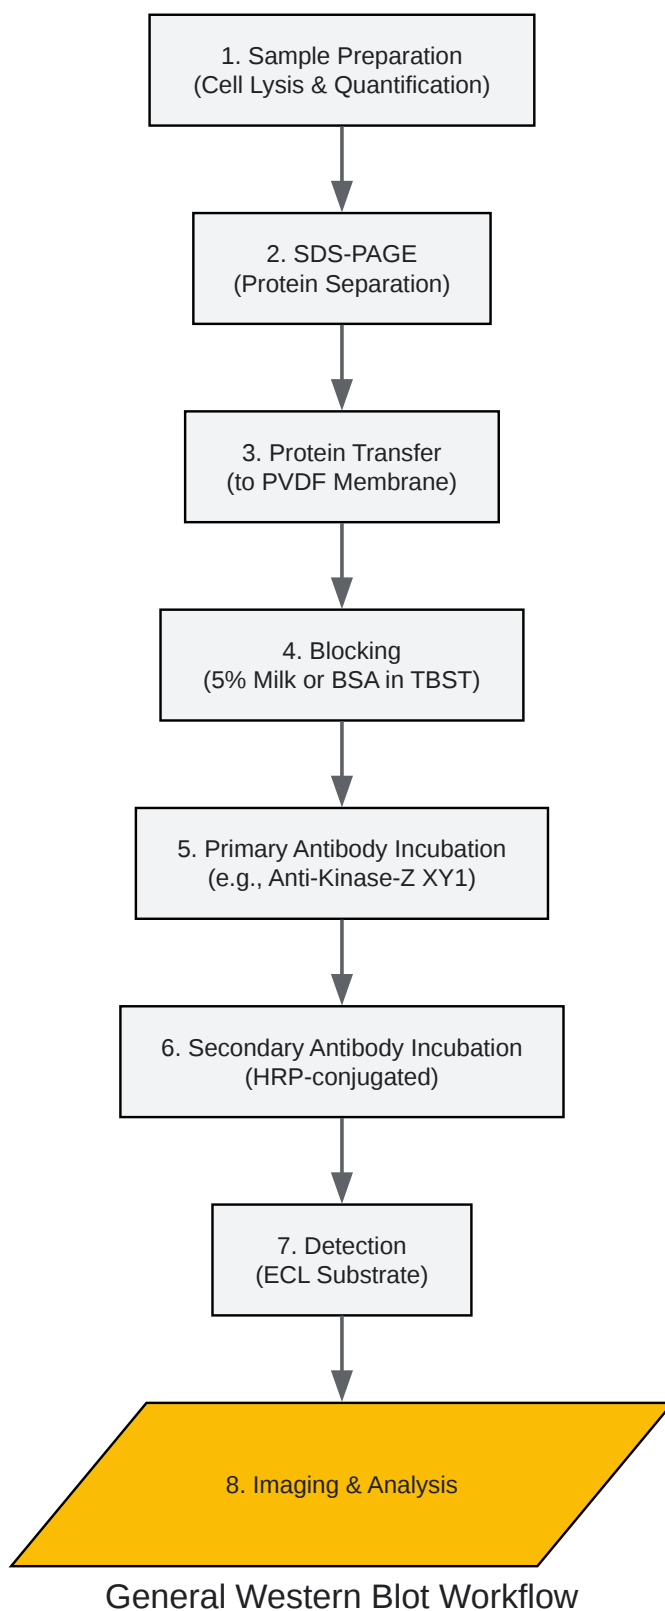 1. Sample Preparation
(Cell Lysis & Quantification)
2. SDS-PAGE
(Protein Separation)
3. Protein Transfer
(to PVDF Membrane)
4. Blocking
(5% Milk or BSA in TBST)
5. Primary Antibody Incubation
(e.g., Anti-Kinase-Z XY1)
6. Secondary Antibody Incubation
(HRP-conjugated)
7. Detection
(ECL Substrate)
8. Imaging & Analysis
General Western Blot Workflow